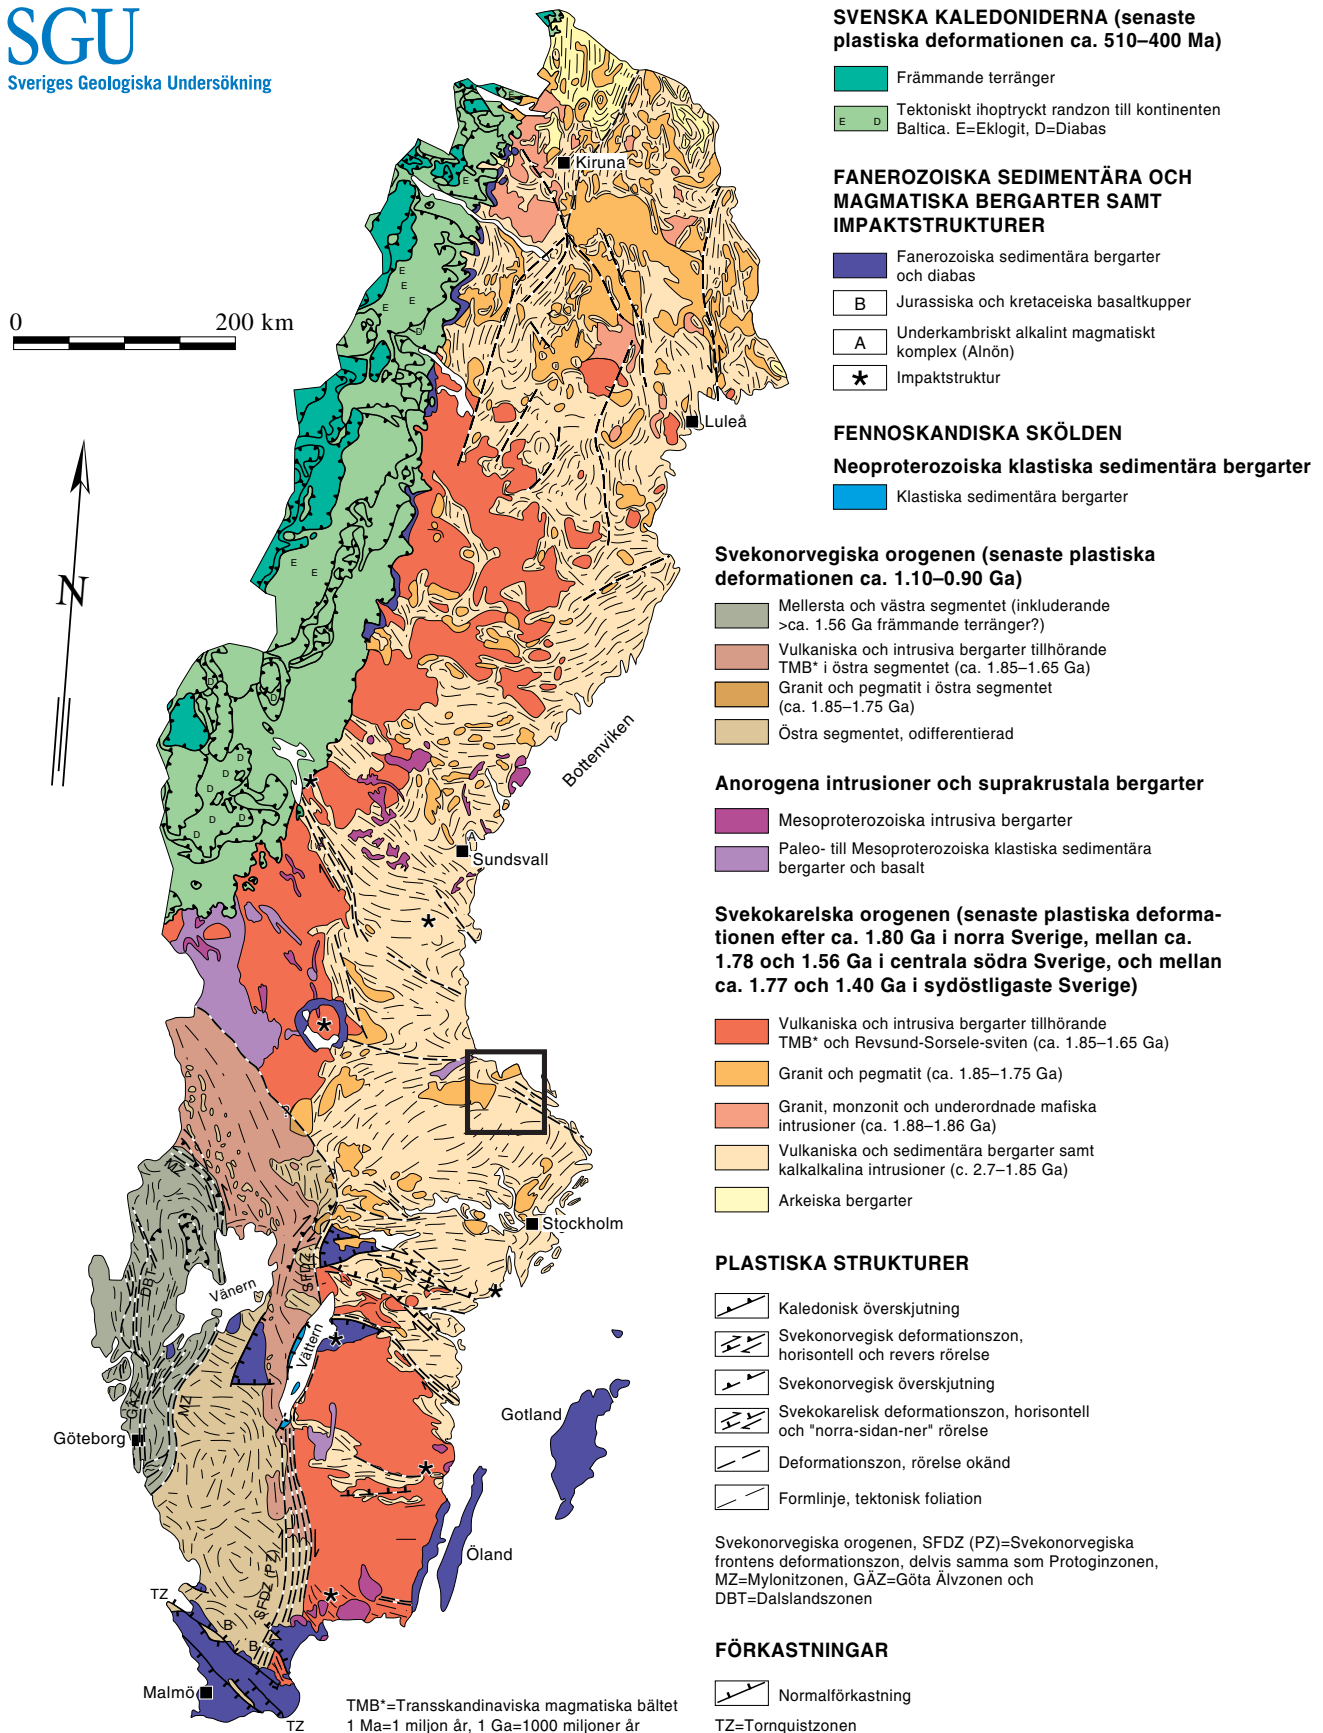 SGU
Sveriges Geologiska Undersökning
0 200 km
N
Kiruna
Luleå
Bottenviken
Sundsvall
Stockholm
Vänern
Vättern
Göteborg
Gotland
Öland
Malmö
TZ
TZ
MZ
MZ
DBT
GÄZ
SFDZ
SFDZ (PZ)
A
B
B
?
E
E
E
E
E
E
E
E
D
D
D
D
D
D
D
D
D
TMB*=Transskandinaviska magmatiska bältet
1 Ma=1 miljon år, 1 Ga=1000 miljoner år
SVENSKA KALEDONIDERNA (senaste
plastiska deformationen ca. 510–400 Ma)
Främmande terränger
E D
Tektoniskt ihoptryckt randzon till kontinenten
Baltica. E=Eklogit, D=Diabas
FANEROZOISKA SEDIMENTÄRA OCH
MAGMATISKA BERGARTER SAMT
IMPAKTSTRUKTURER
Fanerozoiska sedimentära bergarter
och diabas
B Jurassiska och kretaceiska basaltkupper
A Underkambriskt alkalint magmatiskt
komplex (Alnön)
* Impaktstruktur
FENNOSKANDISKA SKÖLDEN
Neoproterozoiska klastiska sedimentära bergarter
Klastiska sedimentära bergarter
Svekonorvegiska orogenen (senaste plastiska
deformationen ca. 1.10–0.90 Ga)
Mellersta och västra segmentet (inkluderande
>ca. 1.56 Ga främmande terränger?)
Vulkaniska och intrusiva bergarter tillhörande
TMB* i östra segmentet (ca. 1.85–1.65 Ga)
Granit och pegmatit i östra segmentet
(ca. 1.85–1.75 Ga)
Östra segmentet, odifferentierad
Anorogena intrusioner och suprakrustala bergarter
Mesoproterozoiska intrusiva bergarter
Paleo- till Mesoproterozoiska klastiska sedimentära
bergarter och basalt
Svekokarelska orogenen (senaste plastiska deforma-
tionen efter ca. 1.80 Ga i norra Sverige, mellan ca.
1.78 och 1.56 Ga i centrala södra Sverige, och mellan
ca. 1.77 och 1.40 Ga i sydöstligaste Sverige)
Vulkaniska och intrusiva bergarter tillhörande
TMB* och Revsund-Sorsele-sviten (ca. 1.85–1.65 Ga)
Granit och pegmatit (ca. 1.85–1.75 Ga)
Granit, monzonit och underordnade mafiska
intrusioner (ca. 1.88–1.86 Ga)
Vulkaniska och sedimentära bergarter samt
kalkalkalina intrusioner (c. 2.7–1.85 Ga)
Arkeiska bergarter
PLASTISKA STRUKTURER
Kaledonisk överskjutning
Svekonorvegisk deformationszon,
horisontell och revers rörelse
Svekonorvegisk överskjutning
Svekokarelisk deformationszon, horisontell
och "norra-sidan-ner" rörelse
Deformationszon, rörelse okänd
Formlinje, tektonisk foliation
Svekonorvegiska orogenen, SFDZ (PZ)=Svekonorvegiska
frontens deformationszon, delvis samma som Protoginzonen,
MZ=Mylonitzonen, GÄZ=Göta Älvzonen och
DBT=Dalslandszonen
FÖRKASTNINGAR
Normalförkastning
TZ=Tornquistzonen